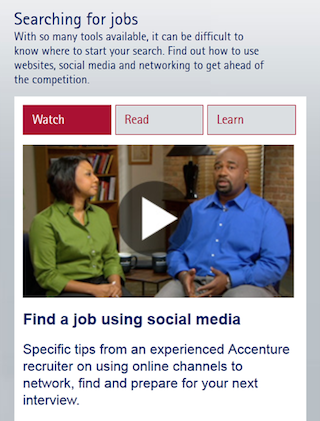 Searching for jobs
With so many tools available, it can be difficult to
know where to start your search. Find out how to use
websites, social media and networking to get ahead of
the competition.
Watch
Read
Learn
Find a job using social media
Specific tips from an experienced Accenture
recruiter on using online channels to
network, find and prepare for your next
interview.